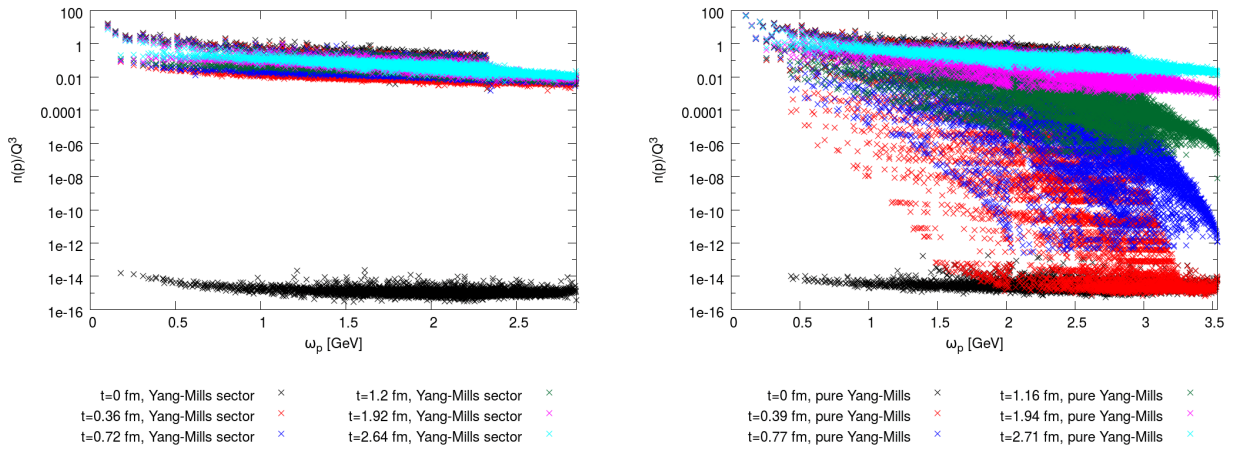 100
1
0.01
0.0001
1e-06
1e-08
1e-10
1e-12
1e-14
1e-16
n(p)/Q³
0 0.5 1 1.5 2 2.5
ω_p [GeV]
t=0 fm, Yang-Mills sector
t=0.36 fm, Yang-Mills sector
t=0.72 fm, Yang-Mills sector
t=1.2 fm, Yang-Mills sector
t=1.92 fm, Yang-Mills sector
t=2.64 fm, Yang-Mills sector
100
1
0.01
0.0001
1e-06
1e-08
1e-10
1e-12
1e-14
1e-16
n(p)/Q³
0 0.5 1 1.5 2 2.5 3 3.5
ω_p [GeV]
t=0 fm, pure Yang-Mills
t=0.39 fm, pure Yang-Mills
t=0.77 fm, pure Yang-Mills
t=1.16 fm, pure Yang-Mills
t=1.94 fm, pure Yang-Mills
t=2.71 fm, pure Yang-Mills